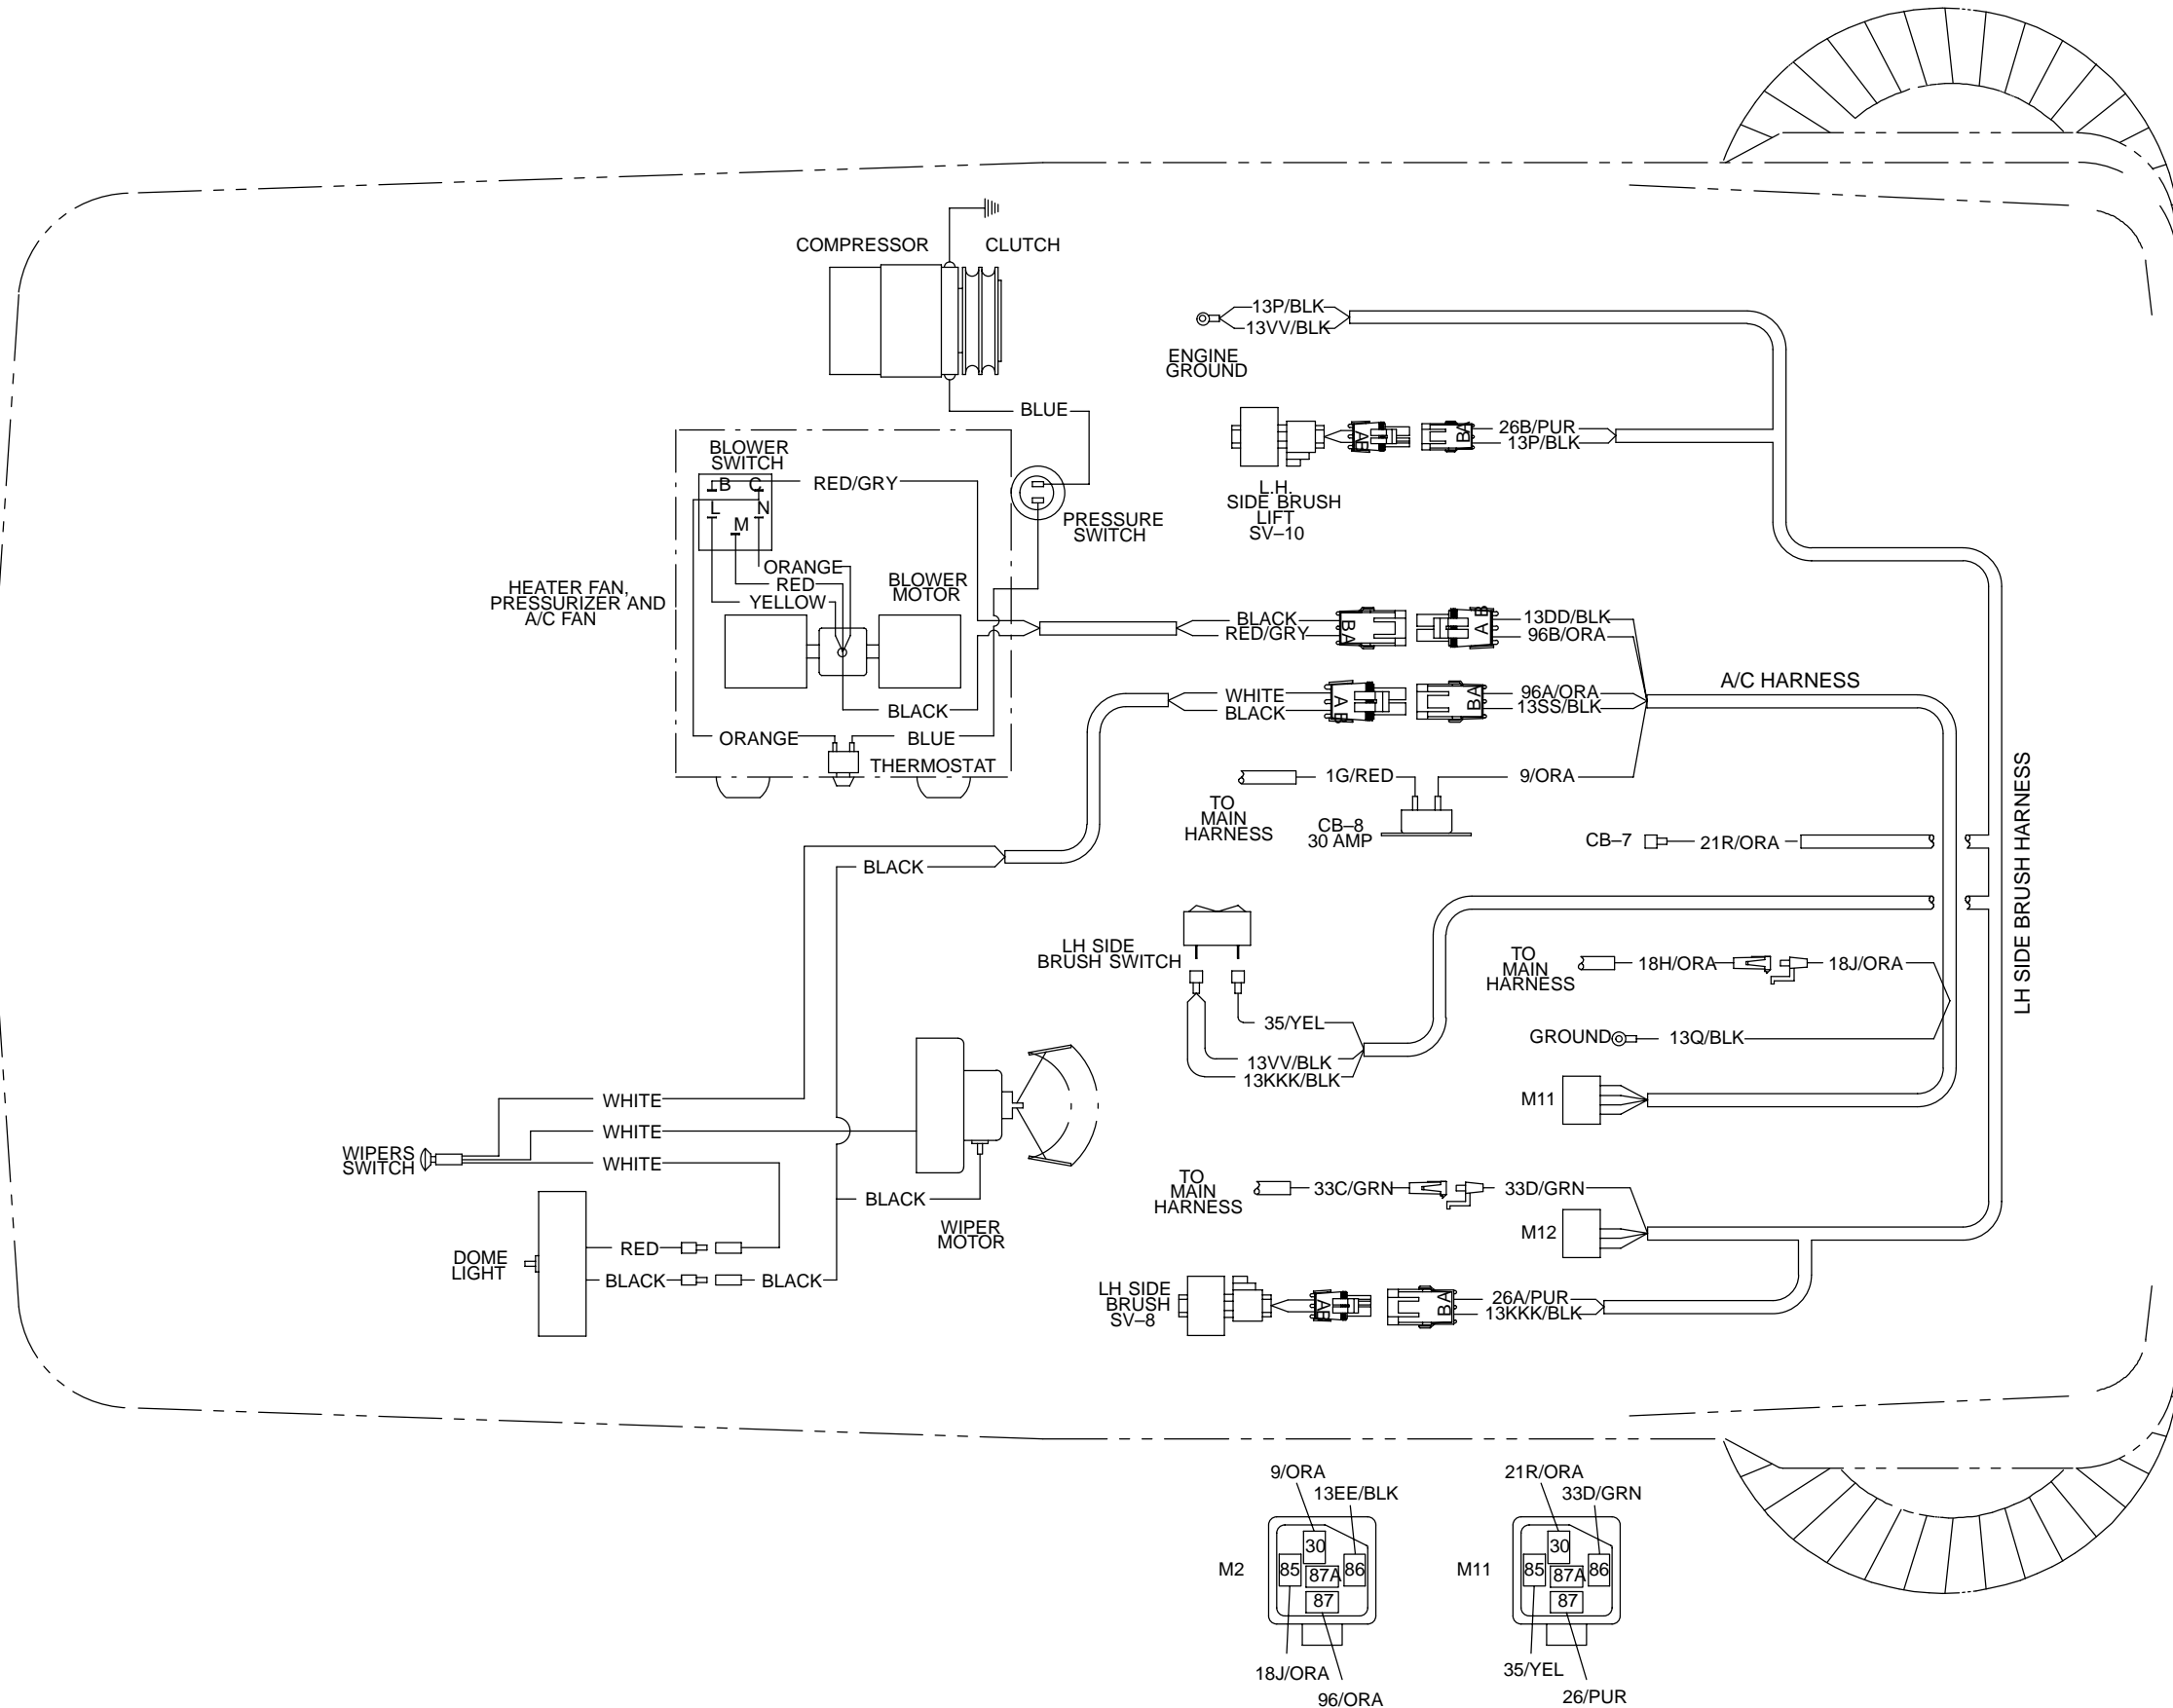 COMPRESSOR
CLUTCH
13P/BLK
13VV/BLK
ENGINE
GROUND
BLUE
BLOWER
SWITCH
B
C
L
N
M
RED/GRY
PRESSURE
SWITCH
26B/PUR
13P/BLK
A
B
B
A
L.H.
SIDE BRUSH
LIFT
SV–10
ORANGE
RED
YELLOW
BLOWER
MOTOR
HEATER FAN,
PRESSURIZER AND
A/C FAN
BLACK
RED/GRY
B
A
B
A
13DD/BLK
96B/ORA
A/C HARNESS
WHITE
BLACK
A
B
A
B
96A/ORA
13SS/BLK
BLACK
ORANGE
BLUE
THERMOSTAT
1G/RED
9/ORA
TO
MAIN
HARNESS
CB–8
30 AMP
LH SIDE BRUSH HARNESS
CB–7
21R/ORA
BLACK
LH SIDE
BRUSH SWITCH
TO
MAIN
HARNESS
18H/ORA
18J/ORA
35/YEL
13VV/BLK
13KKK/BLK
GROUND
13Q/BLK
M11
WHITE
WHITE
WHITE
WIPERS
SWITCH
BLACK
WIPER
MOTOR
TO
MAIN
HARNESS
33C/GRN
33D/GRN
M12
DOME
LIGHT
RED
BLACK
BLACK
LH SIDE
BRUSH
SV–8
A
B
A
B
26A/PUR
13KKK/BLK
9/ORA
13EE/BLK
M2
30
85
87A
86
87
18J/ORA
96/ORA
21R/ORA
33D/GRN
M11
30
85
87A
86
87
35/YEL
26/PUR